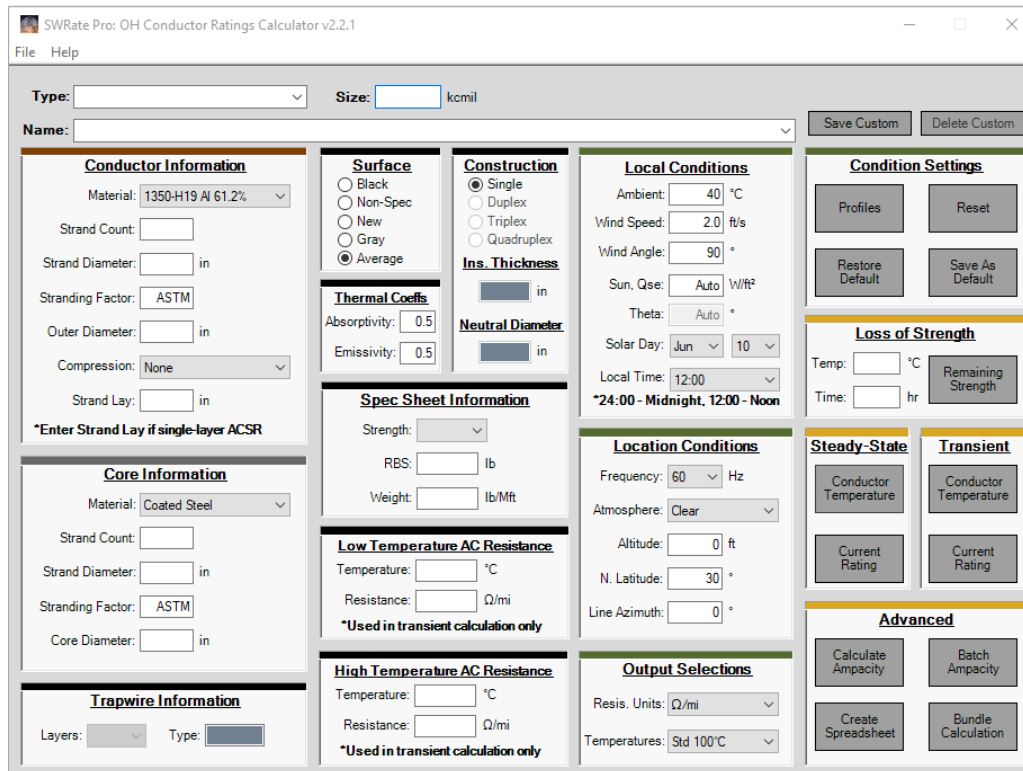 SWRate Pro: OH Conductor Ratings Calculator v2.2.1
File Help
Type:
Size: kcmil
Name:
Save Custom
Delete Custom
Conductor Information
Material: 1350-H19 Al 61.2%
Strand Count:
Strand Diameter: in
Stranding Factor: ASTM
Outer Diameter: in
Compression: None
Strand Lay: in
*Enter Strand Lay if single-layer ACSR
Core Information
Material: Coated Steel
Strand Count:
Strand Diameter: in
Stranding Factor: ASTM
Core Diameter: in
Trapwire Information
Layers: Type:
Surface
Black
Non-Spec
New
Gray
Average
Thermal Coeffs
Absorptivity: 0.5
Emissivity: 0.5
Construction
Single
Duplex
Triplex
Quadruplex
Ins. Thickness
in
Neutral Diameter
in
Spec Sheet Information
Strength:
RBS: lb
Weight: lb/Mft
Low Temperature AC Resistance
Temperature: °C
Resistance: Ω/mi
*Used in transient calculation only
High Temperature AC Resistance
Temperature: °C
Resistance: Ω/mi
*Used in transient calculation only
Local Conditions
Ambient: 40 °C
Wind Speed: 2.0 ft/s
Wind Angle: 90 °
Sun, Qse: Auto W/ft²
Theta: Auto °
Solar Day: Jun 10
Local Time: 12:00
*24:00 - Midnight, 12:00 - Noon
Location Conditions
Frequency: 60 Hz
Atmosphere: Clear
Altitude: 0 ft
N. Latitude: 30 °
Line Azimuth: 0 °
Output Selections
Resis. Units: Ω/mi
Temperatures: Std 100°C
Condition Settings
Profiles
Reset
Restore
Default
Save As
Default
Loss of Strength
Temp: °C
Time: hr
Remaining
Strength
Steady-State
Conductor
Temperature
Current
Rating
Transient
Conductor
Temperature
Current
Rating
Advanced
Calculate
Ampacity
Batch
Ampacity
Create
Spreadsheet
Bundle
Calculation